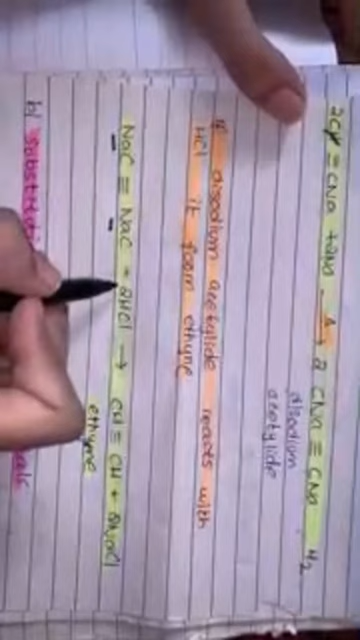 2CH ≡ CNa + 2Na →Δ 2 CNa ≡ CNa H₂
disodium
acetylide
If disodium acetylide reacts with
HCl it form ethyne
NaC ≡ NaC + 2HCl → CH ≡ CH + 2NaCl
ethyne
b)